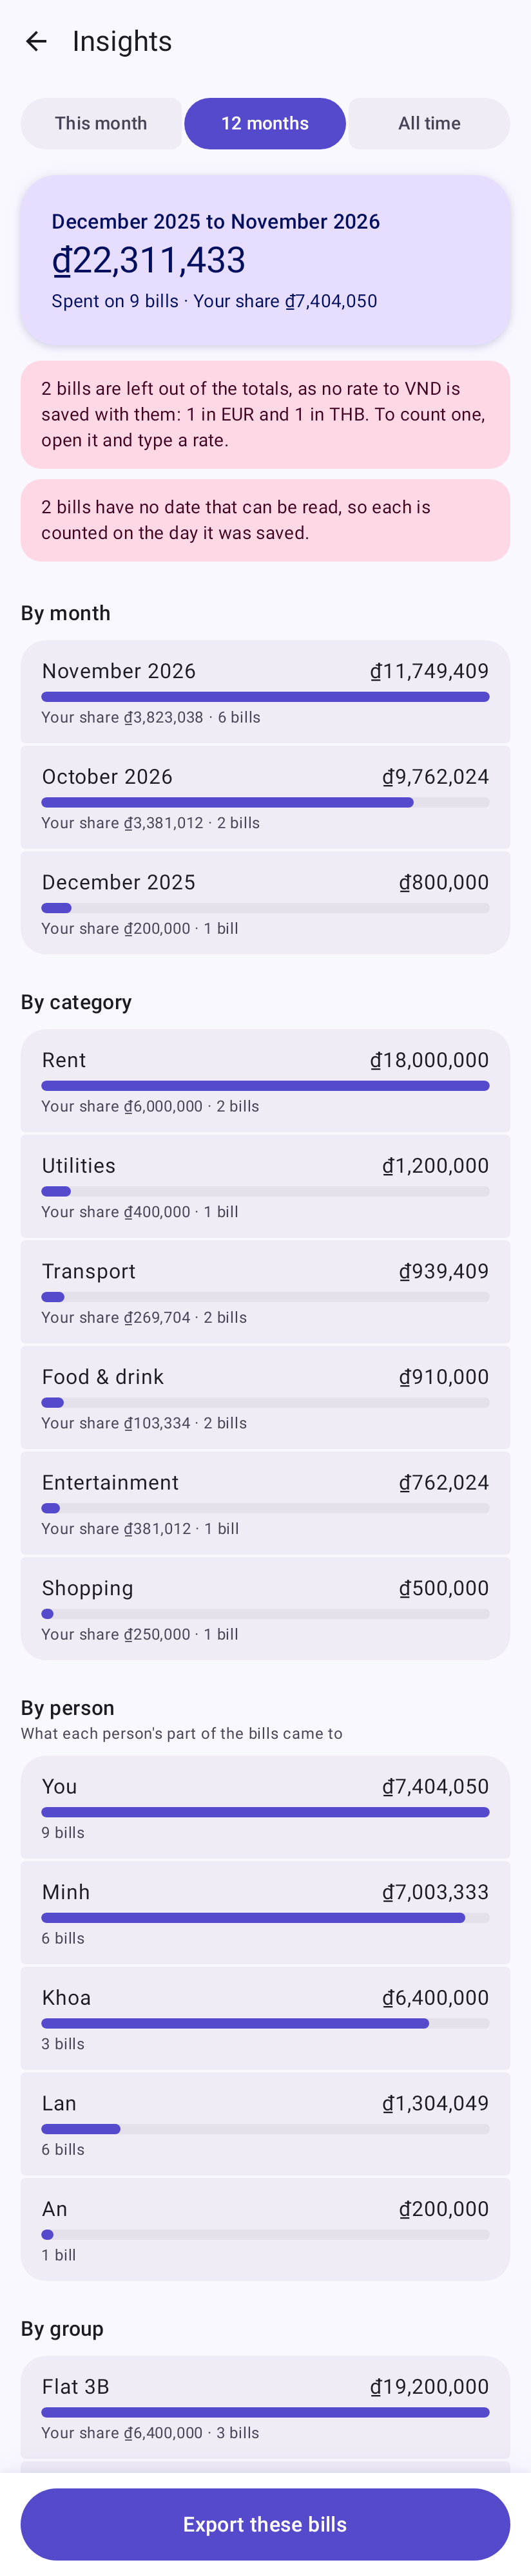 Insights
This month
12 months
All time
December 2025 to November 2026
₫22,311,433
Spent on 9 bills · Your share ₫7,404,050
2 bills are left out of the totals, as no rate to VND is
saved with them: 1 in EUR and 1 in THB. To count one,
open it and type a rate.
2 bills have no date that can be read, so each is
counted on the day it was saved.
By month
November 2026 ₫11,749,409
Your share ₫3,823,038 · 6 bills
October 2026 ₫9,762,024
Your share ₫3,381,012 · 2 bills
December 2025 ₫800,000
Your share ₫200,000 · 1 bill
By category
Rent ₫18,000,000
Your share ₫6,000,000 · 2 bills
Utilities ₫1,200,000
Your share ₫400,000 · 1 bill
Transport ₫939,409
Your share ₫269,704 · 2 bills
Food & drink ₫910,000
Your share ₫103,334 · 2 bills
Entertainment ₫762,024
Your share ₫381,012 · 1 bill
Shopping ₫500,000
Your share ₫250,000 · 1 bill
By person
What each person's part of the bills came to
You ₫7,404,050
9 bills
Minh ₫7,003,333
6 bills
Khoa ₫6,400,000
3 bills
Lan ₫1,304,049
6 bills
An ₫200,000
1 bill
By group
Flat 3B ₫19,200,000
Your share ₫6,400,000 · 3 bills
Export these bills